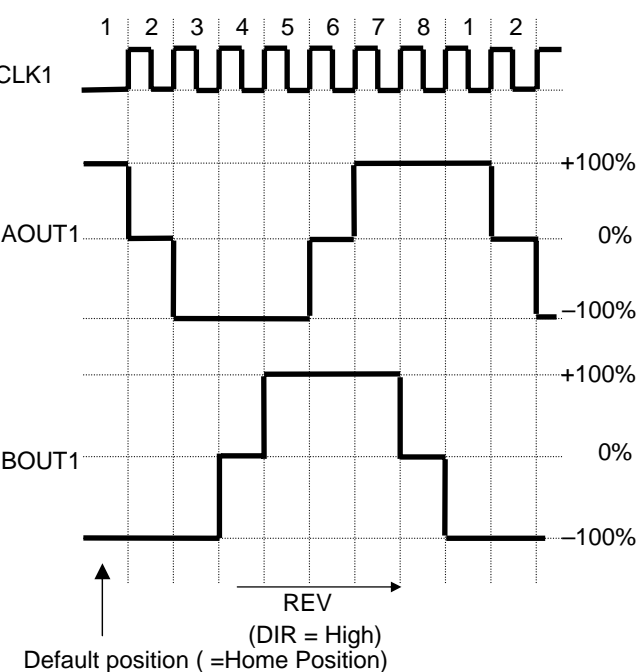 1 2 3 4 5 6 7 8 1 2
CLK1
+100%
AOUT1
0%
–100%
+100%
BOUT1
0%
–100%
REV
(DIR = High)
Default position ( =Home Position)